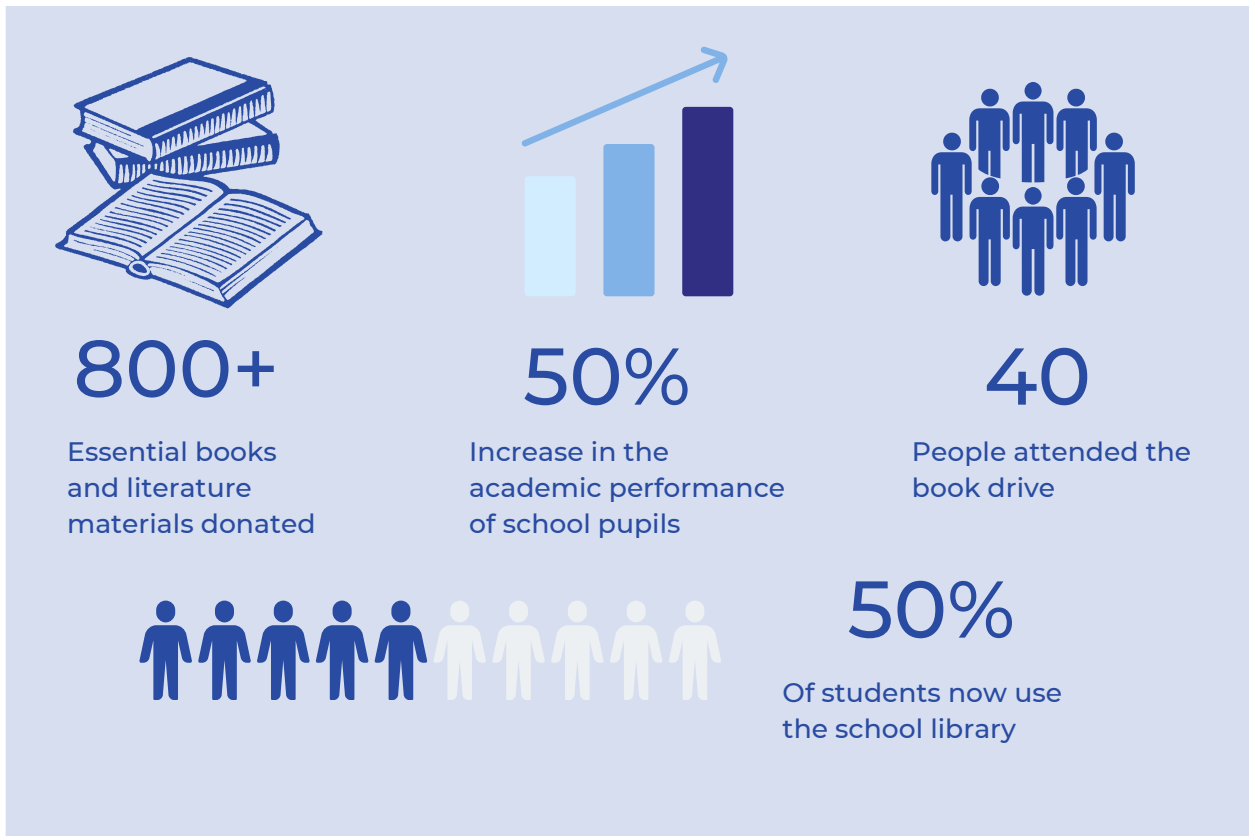 800+
Essential books
and literature
materials donated
50%
Increase in the
academic performance
of school pupils
40
People attended the
book drive
50%
Of students now use
the school library